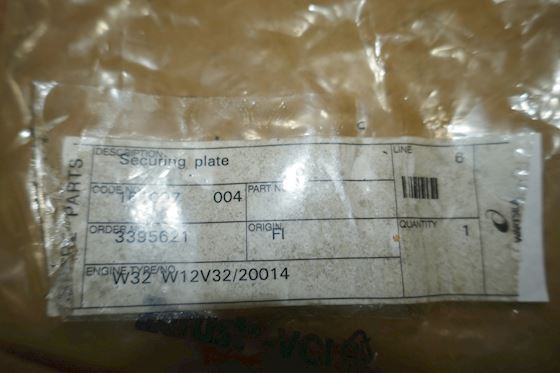 DESCRIPTION
Securing plate
LINE
6
CODE NO.
004
PART NO
ORDER
3395621
ORIGIN
FI
QUANTITY
1
ENGINE TYPE/NO
W32 W12V32/20014
PARTS
WÄRTSILÄ
-VCI